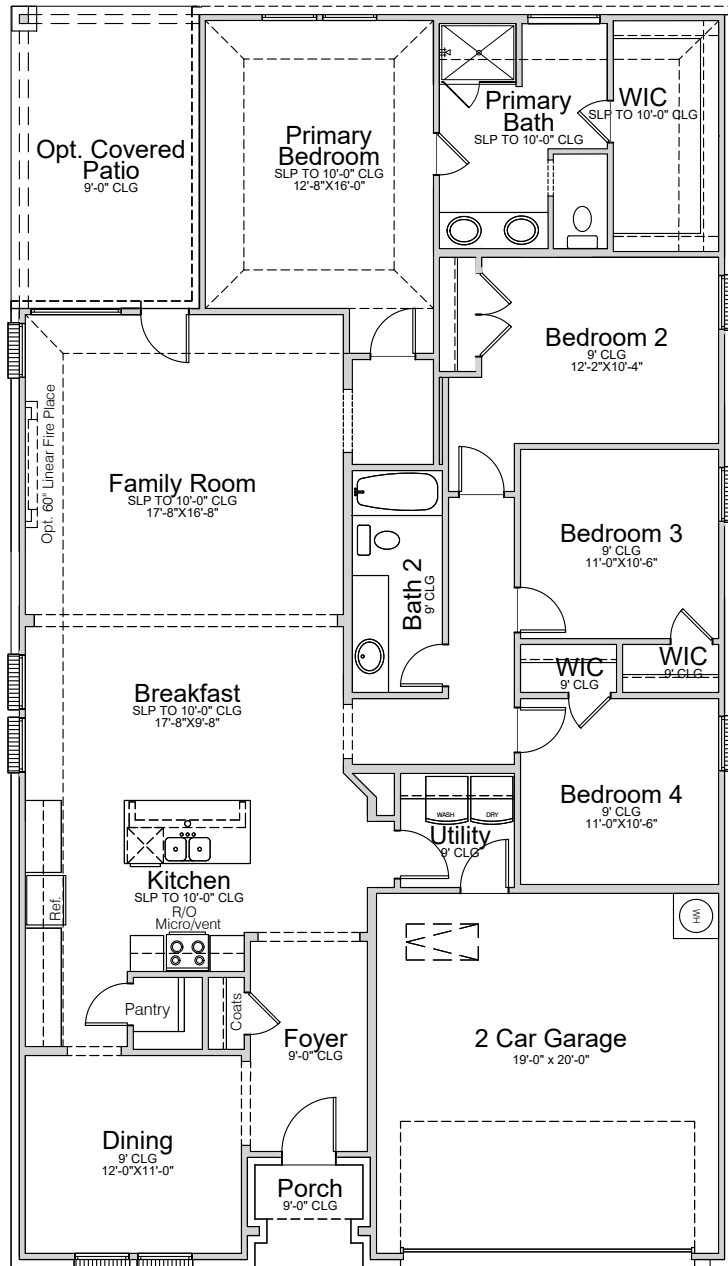 Opt. Covered
Patio
9'-0" CLG
Primary
Bedroom
SLP TO 10'-0" CLG
12'-8"X16'-0"
Primary
Bath
SLP TO 10'-0" CLG
WIC
SLP TO 10'-0" CLG
Bedroom 2
9' CLG
12'-2"X10'-4"
Opt. 60" Linear Fire Place
Family Room
SLP TO 10'-0" CLG
17'-8"X16'-8"
Bedroom 3
9' CLG
11'-0"X10'-6"
Bath 2
9' CLG
WIC
9' CLG
WIC
9' CLG
Breakfast
SLP TO 10'-0" CLG
17'-8"X9'-8"
Bedroom 4
9' CLG
11'-0"X10'-6"
WASH
DRY
Utility
9' CLG
Kitchen
SLP TO 10'-0" CLG
R/O
Micro/vent
Ref.
WH
Pantry
Coats
Foyer
9'-0" CLG
2 Car Garage
19'-0" x 20'-0"
Dining
9' CLG
12'-0"X11'-0"
Porch
9'-0" CLG